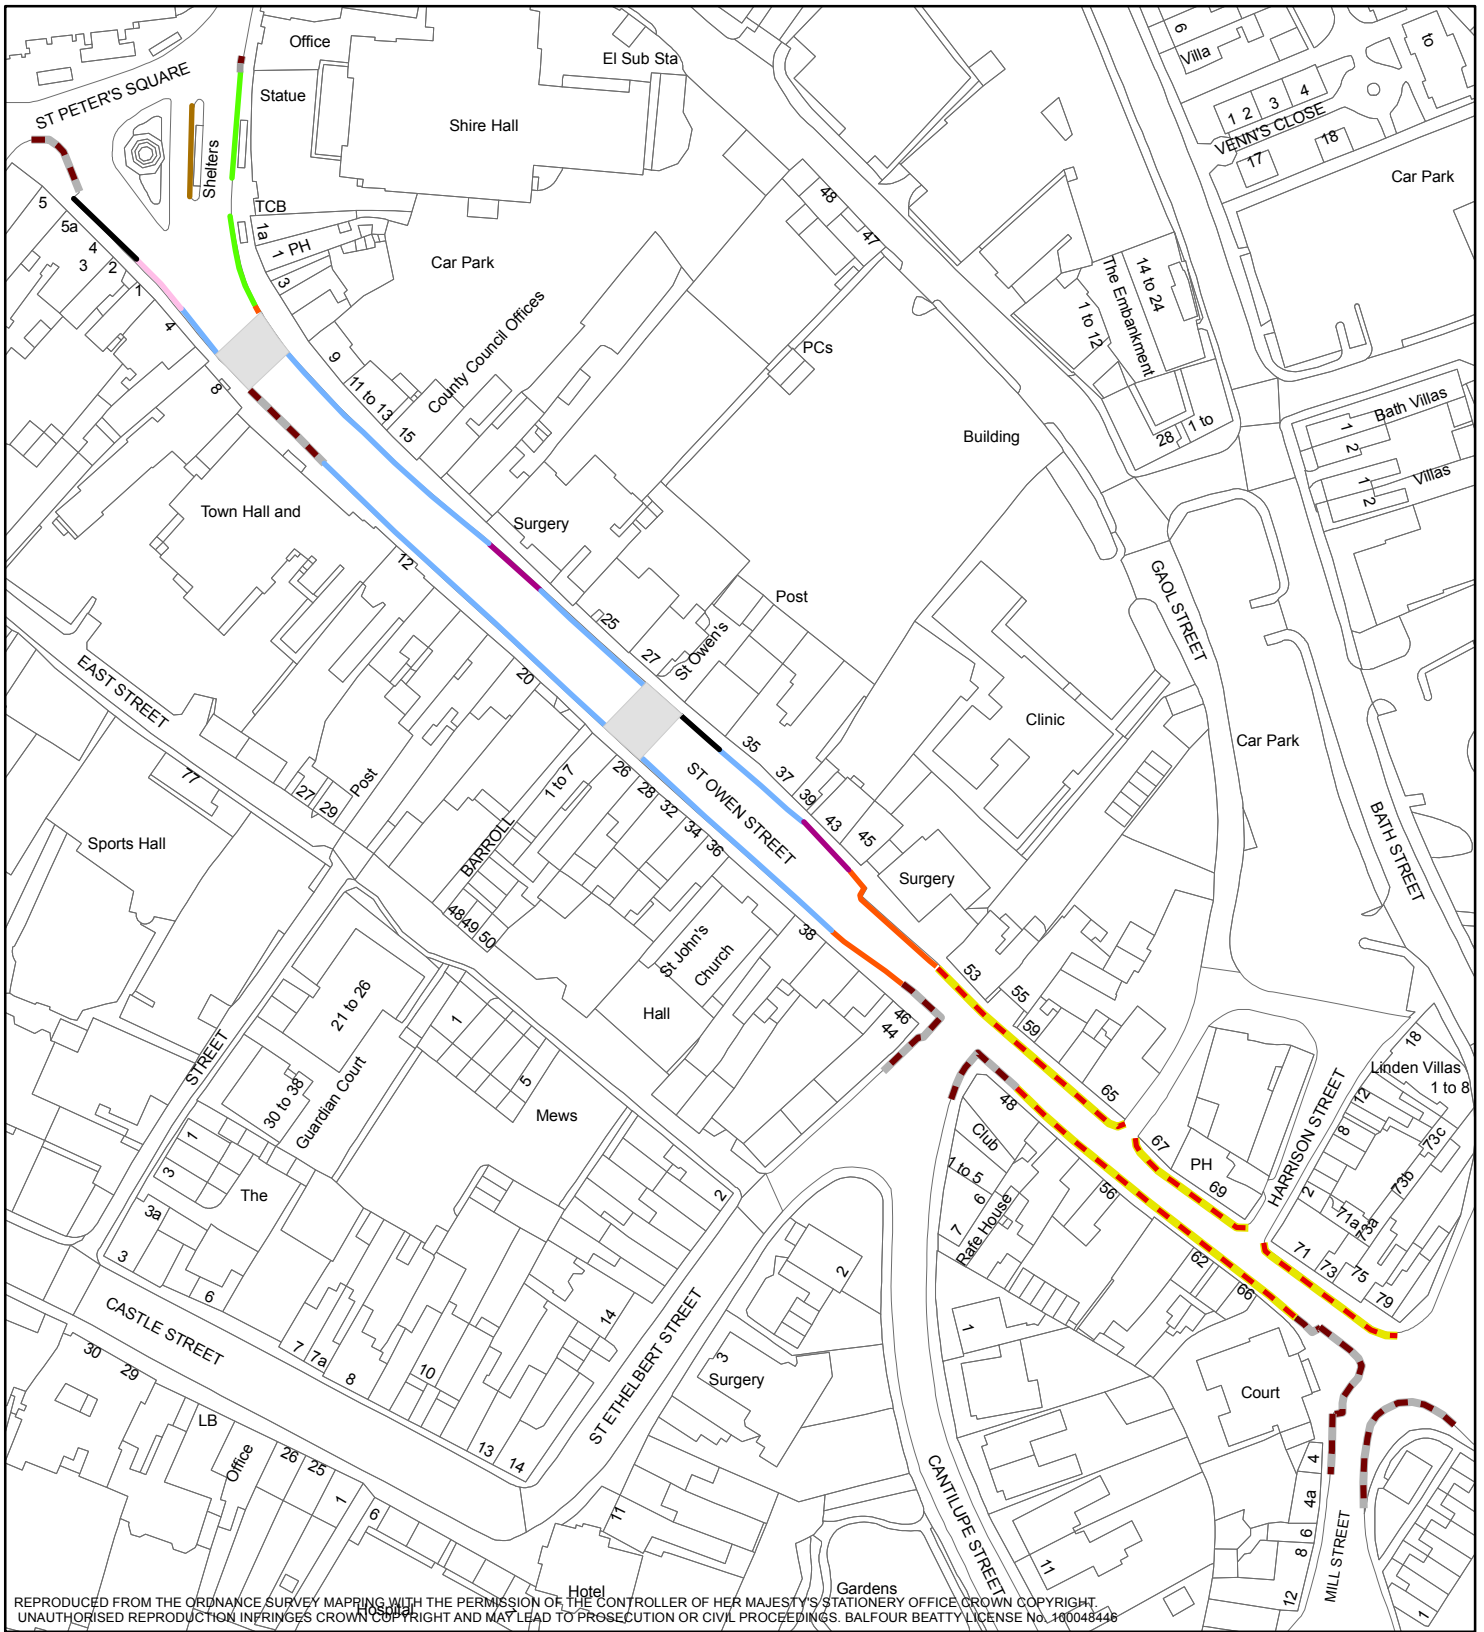 Office
El Sub Sta
6
Villa
to
ST PETER'S SQUARE
Statue
Shire Hall
1 2 3 4
VENN'S CLOSE
18
17
Car Park
Shelters
48
47
5
5a
4
3
2
1
TCB
1a
1 PH
3
Car Park
The Embankment
14 to 24
1 to 12
4
8
9
11 to 13
15
County Council Offices
PCs
Building
28
1 to
Bath Villas
1
2
Villas
1
2
Town Hall and
Surgery
12
GAOL STREET
25
27
St Owen's
Post
EAST STREET
20
Clinic
Car Park
77
27
29
Post
BARROLL
1 to 7
26
28
32
34
36
ST OWEN STREET
35
37
39
43
45
BATH STREET
Sports Hall
Surgery
48
49
50
38
St John's
Church
Hall
53
55
59
21 to 26
STREET
30 to 38
Guardian Court
1
5
Mews
46
44
18
Linden Villas
1 to 8
HARRISON STREET
12
8
2
73c
73b
73a
71a
65
67
PH
69
48
Club
1 to 5
6
7
Rafe House
56
1
3
The
3a
3
6
2
62
66
71
73
75
79
CASTLE STREET
7
7a
8
10
13
14
14
ST ETHELBERT STREET
2
3
Surgery
1
Court
30
29
LB
Office
26
25
1
6
11
CANTILUPE STREET
11
4
4a
6
8
12
MILL STREET
1
Hotel
Hospital
Gardens
REPRODUCED FROM THE ORDNANCE SURVEY MAPPING WITH THE PERMISSION OF THE CONTROLLER OF HER MAJESTY'S STATIONERY OFFICE CROWN COPYRIGHT.
UNAUTHORISED REPRODUCTION INFRINGES CROWN COPYRIGHT AND MAY LEAD TO PROSECUTION OR CIVIL PROCEEDINGS. BALFOUR BEATTY LICENSE No. 100048446